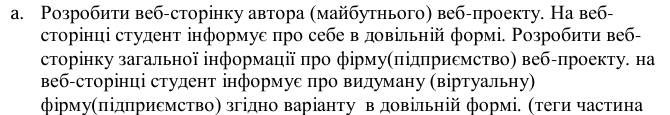 a. Розробити веб-сторінку автора (майбутнього) веб-проекту. На веб-
сторінці студент інформує про себе в довільній формі. Розробити веб-
сторінку загальної інформації про фірму(підприємство) веб-проекту. на
веб-сторінці студент інформує про видуману (віртуальну)
фірму(підприємство) згідно варіанту  в довільній формі. (теги частина